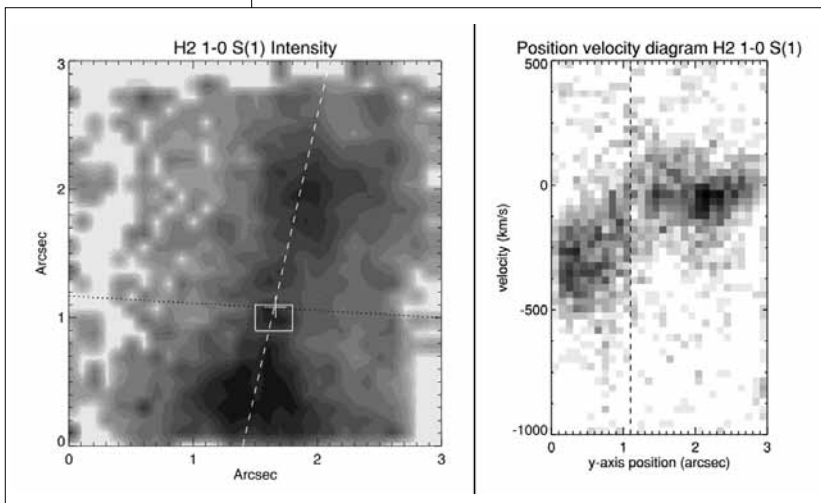 H2 1-0 S(1) Intensity
3
2
1
0
Arcsec
0
1
2
3
Arcsec
Position velocity diagram H2 1-0 S(1)
500
0
-500
-1000
velocity (km/s)
0
1
2
3
y-axis position (arcsec)